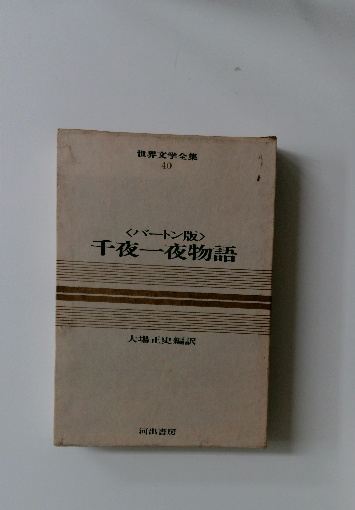 世界文学全集
40
〈バートン版〉
千夜一夜物語
大場正史編訳
河出書房